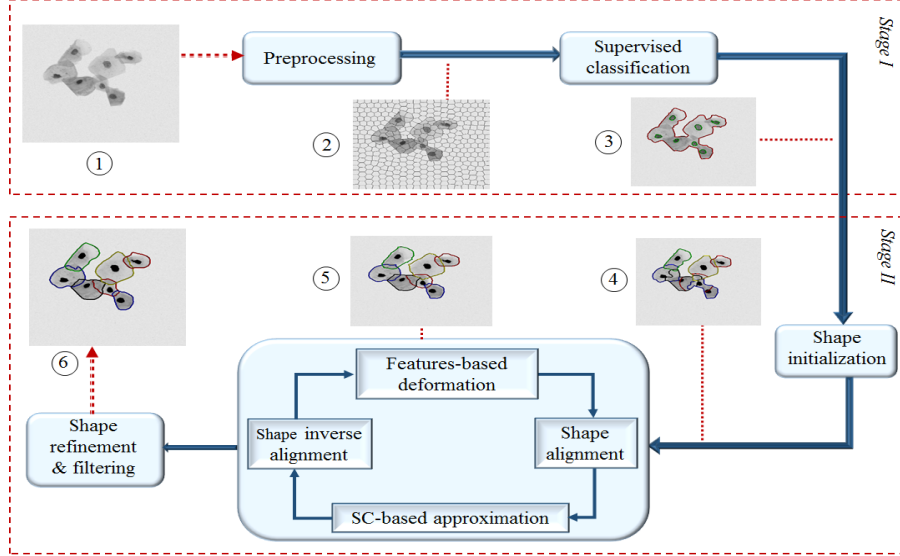 Stage I
Preprocessing
Supervised
classification
1
2
3
Stage II
6
5
4
Shape
initialization
Features-based
deformation
Shape inverse
alignment
Shape
alignment
SC-based approximation
Shape
refinement
& filtering